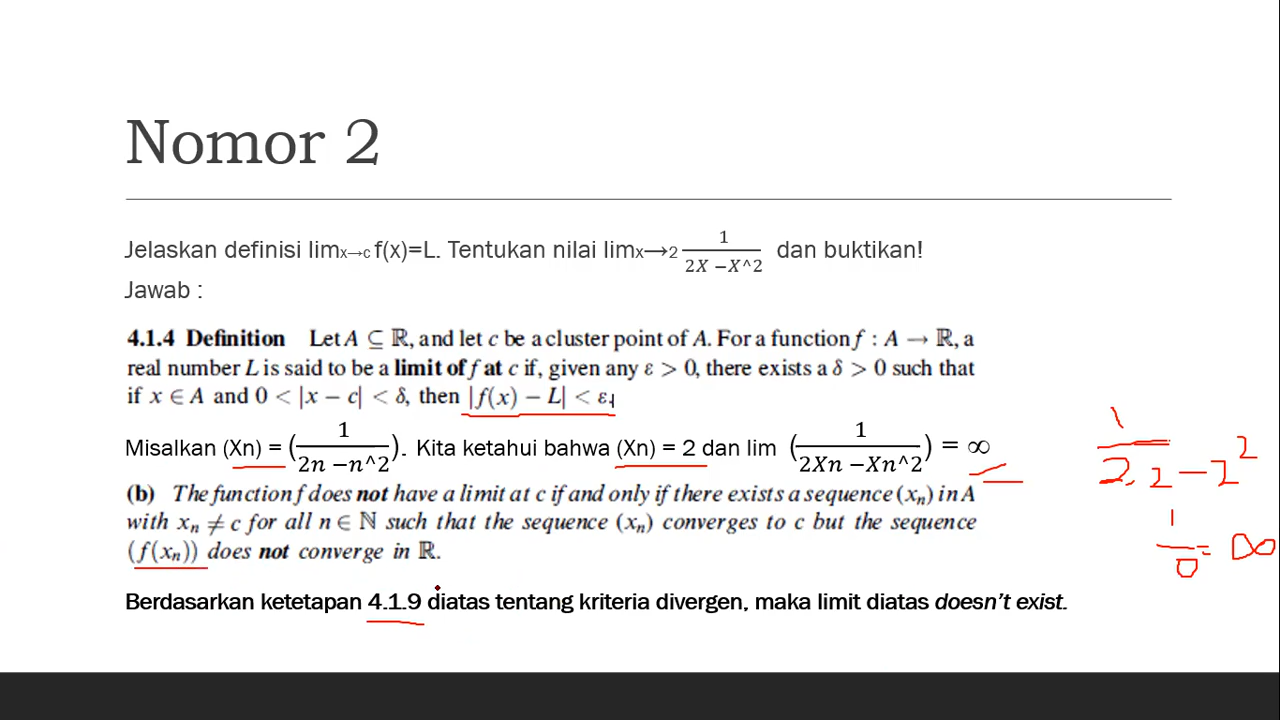 Nomor 2
Jelaskan definisi limx→c f(x)=L. Tentukan nilai limx→2 1/(2X −X^2) dan buktikan!
Jawab :
4.1.4 Definition Let A ⊆ ℝ, and let c be a cluster point of A. For a function f : A → ℝ, a
real number L is said to be a limit of f at c if, given any ε > 0, there exists a δ > 0 such that
if x ∈ A and 0 < |x − c| < δ, then |f(x) − L| < ε.
Misalkan (Xn) = (1/(2n −n^2)). Kita ketahui bahwa (Xn) = 2 dan lim (1/(2Xn −Xn^2)) = ∞
(b) The function f does not have a limit at c if and only if there exists a sequence (xₙ) in A
with xₙ ≠ c for all n ∈ ℕ such that the sequence (xₙ) converges to c but the sequence
(f(xₙ)) does not converge in ℝ.
Berdasarkan ketetapan 4.1.9 diatas tentang kriteria divergen, maka limit diatas doesn't exist.
1/(2.2−2²)
1/0 = ∞